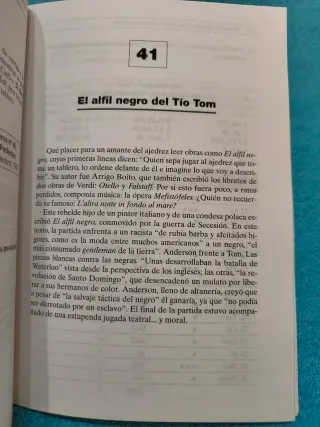 41
El alfil negro del Tío Tom
Qué placer para un amante del ajedrez leer obras como El alfil ne-
gro, cuyas primeras líneas dicen: "Quien sepa jugar al ajedrez que to-
me un tablero, lo ordene delante de él e imagine lo que voy a descri-
bir". Su autor fue Arrigo Boito, que también escribió los libretos de
dos obras de Verdi: Otello y Falstaff. Por si esto fuera poco, a ratos
perdidos, componía música: la ópera Mefistófeles. ¿Quién no recuer-
da su famoso: L'altra notte in fondo al mare?
Este rebelde hijo de un pintor italiano y de una condesa polaca es-
cribió El alfil negro, conmovido por la guerra de Secesión. En este
texto, la partida enfrenta a un racista "de rubia barba y afeitados bi-
gotes, como es la moda entre muchos americanos" a un negro, "el
más consumado gentleman de la tierra". Anderson frente a Tom. Las
piezas blancas contra las negras. "Unas desarrollaban la batalla de
Waterloo" vista desde la perspectiva de los ingleses; las otras, "la re-
volación de Santo Domingo", que desencadenó un mulato por libe-
rar a sus hermanos de color. Anderson, lleno de altanería, creyó que
a pesar de "la salvaje táctica del negro" él ganaría, ya que "no podía
ser derrotado por un esclavo". El final de la partida estuvo acompa-
ñado de una estupenda jugada teatral... y moral.